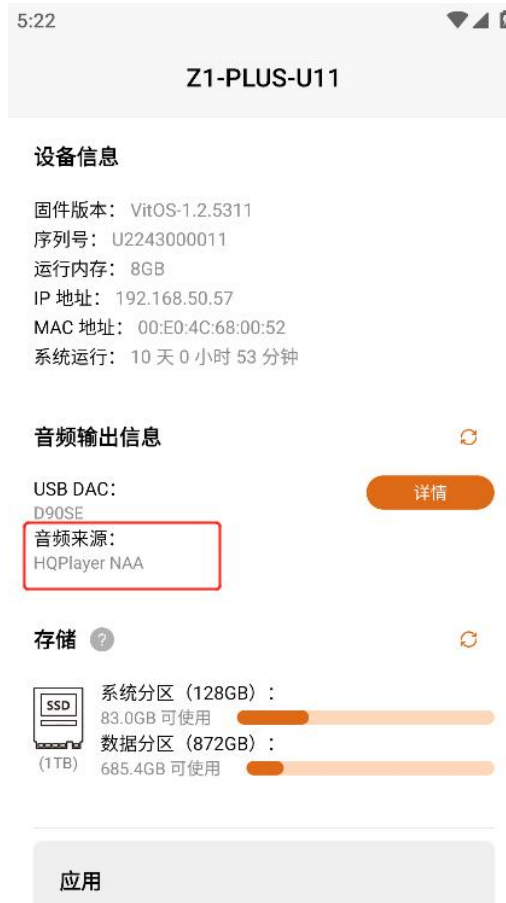 5:22
Z1-PLUS-U11
设备信息
固件版本： VitOS-1.2.5311
序列号： U2243000011
运行内存： 8GB
IP 地址： 192.168.50.57
MAC 地址： 00:E0:4C:68:00:52
系统运行： 10 天 0 小时 53 分钟
音频输出信息
USB DAC：
详情
D90SE
音频来源：
HQPlayer NAA
存储 ?
SSD
(1TB)
系统分区（128GB）：
83.0GB 可使用
数据分区（872GB）：
685.4GB 可使用
应用